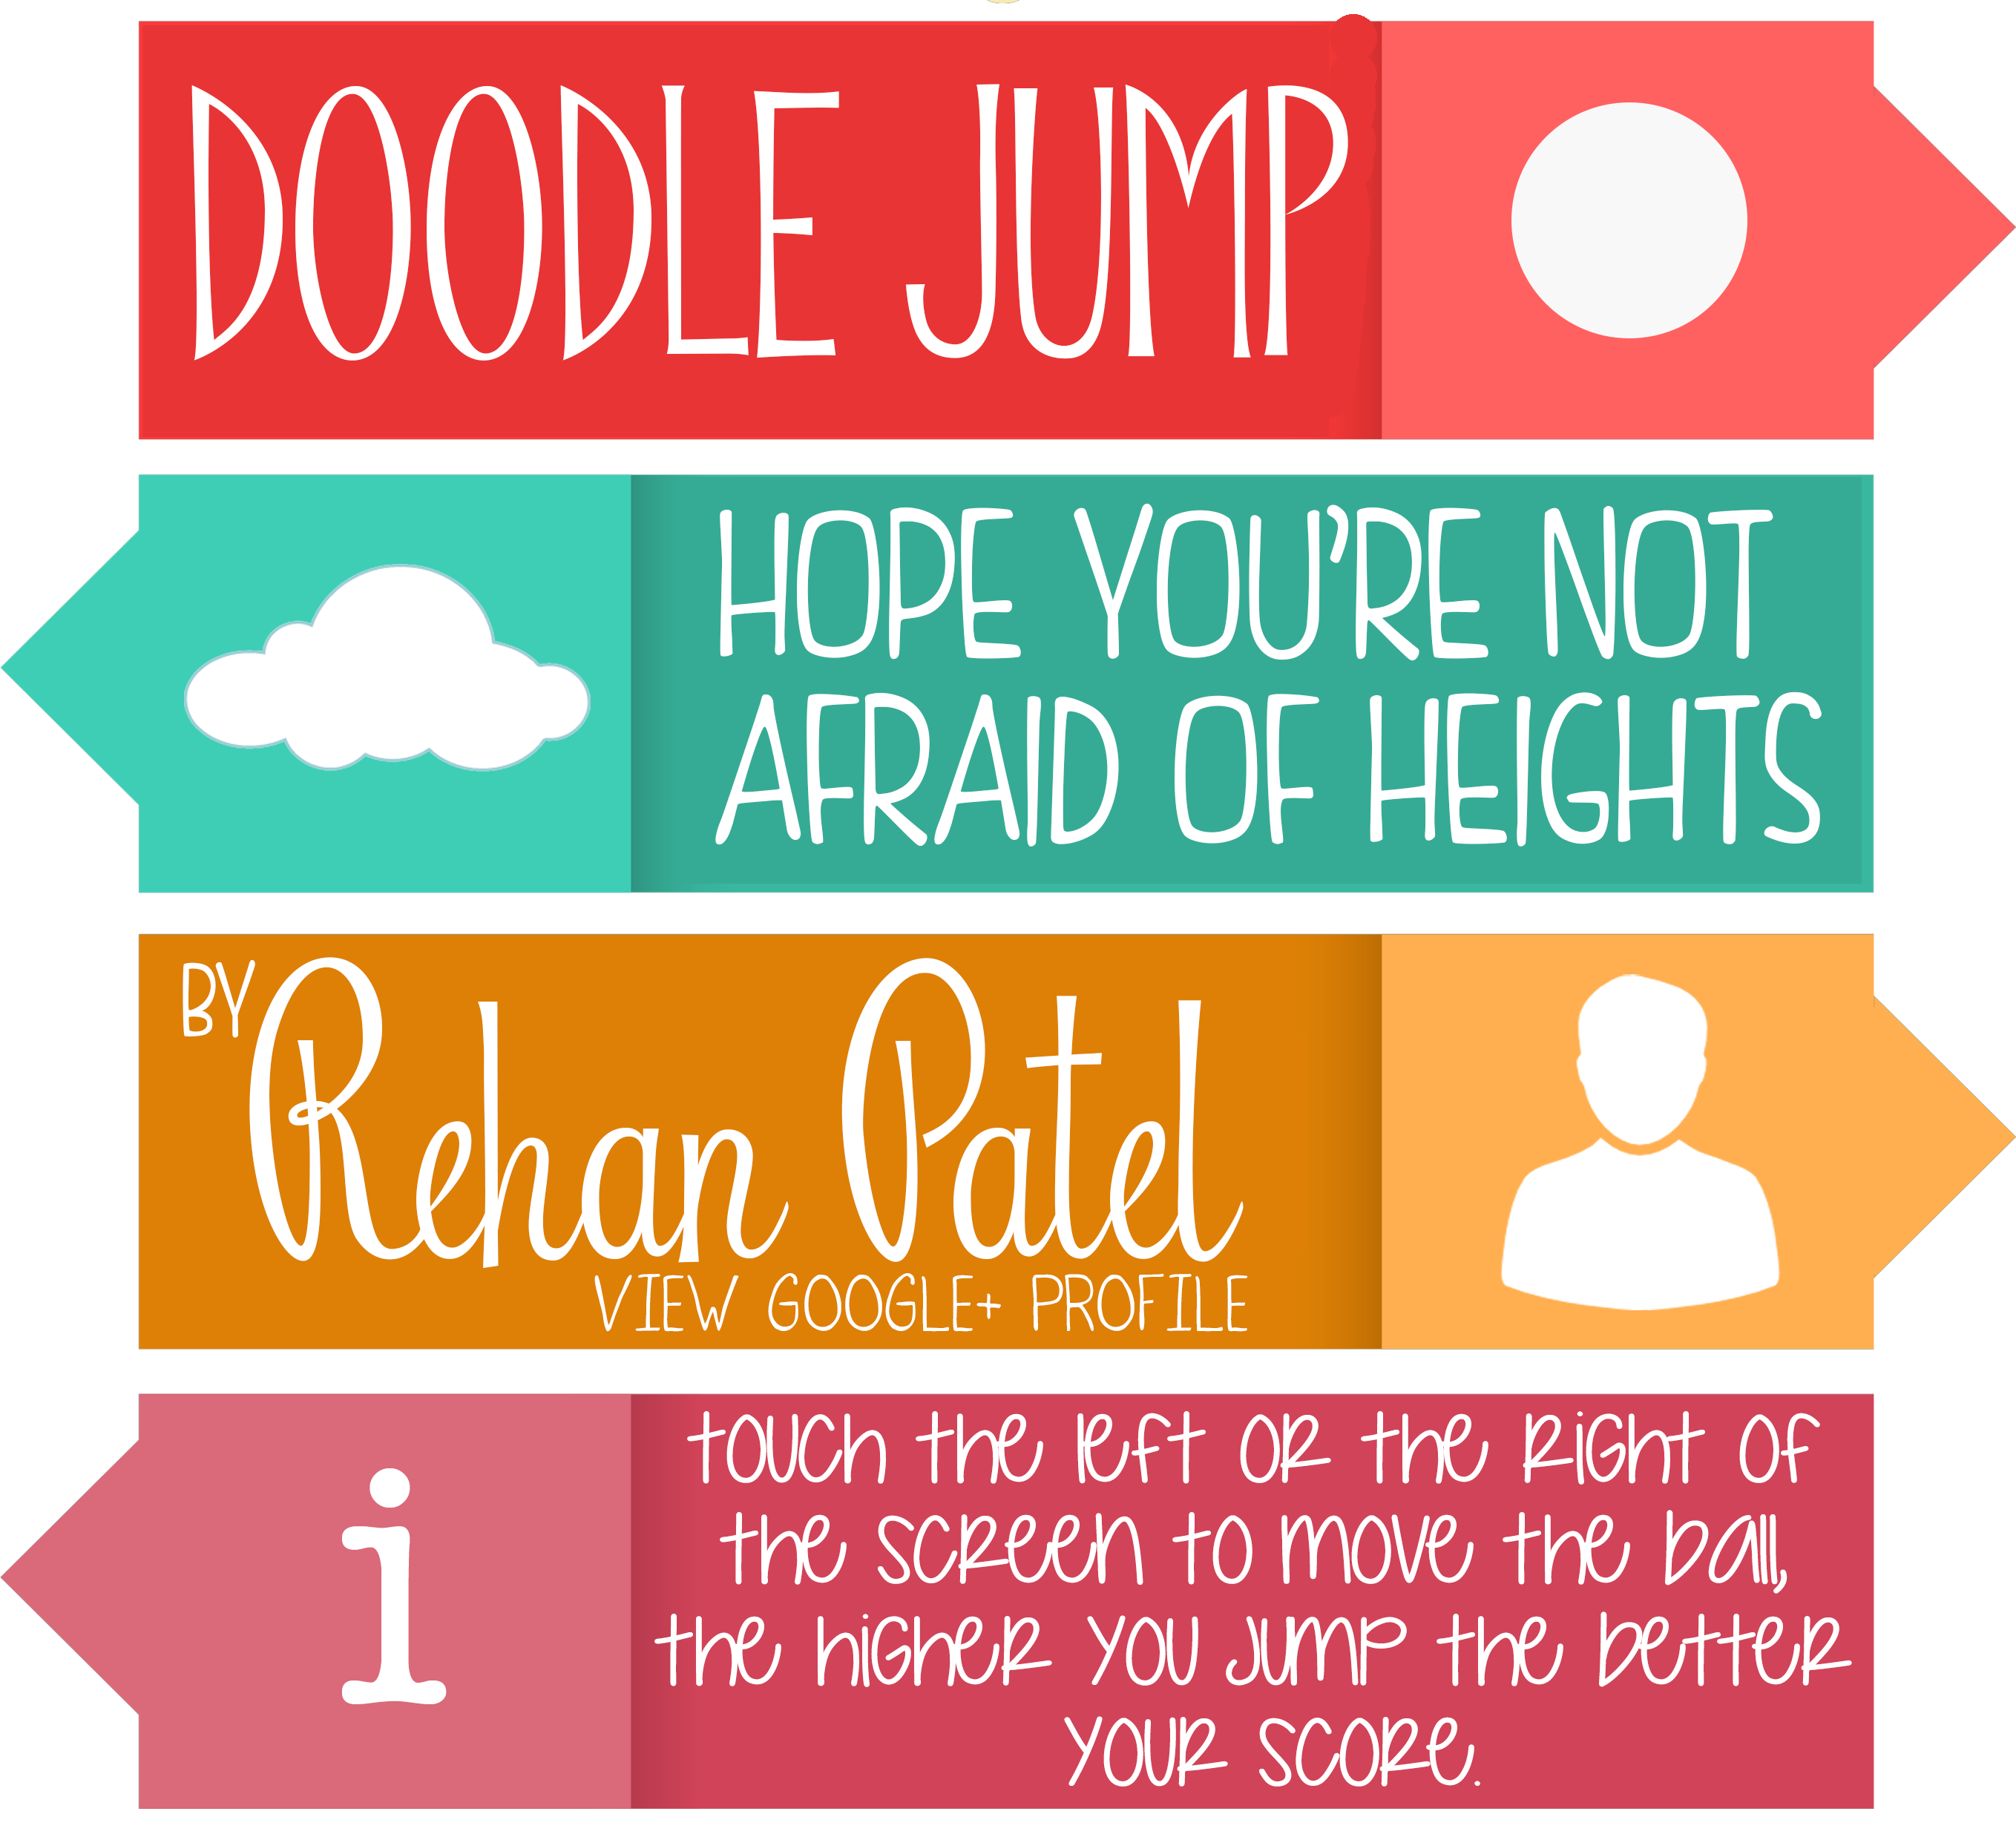 DOODLE JUMP
HOPE YOU'RE NOT
AFRAID OF HEIGHTS
BY
Rehan Patel
VIEW GOOGLE+ PROFILE
touch the left or the right of
the screen to move the ball,
the higher you jump the better
your score.
i